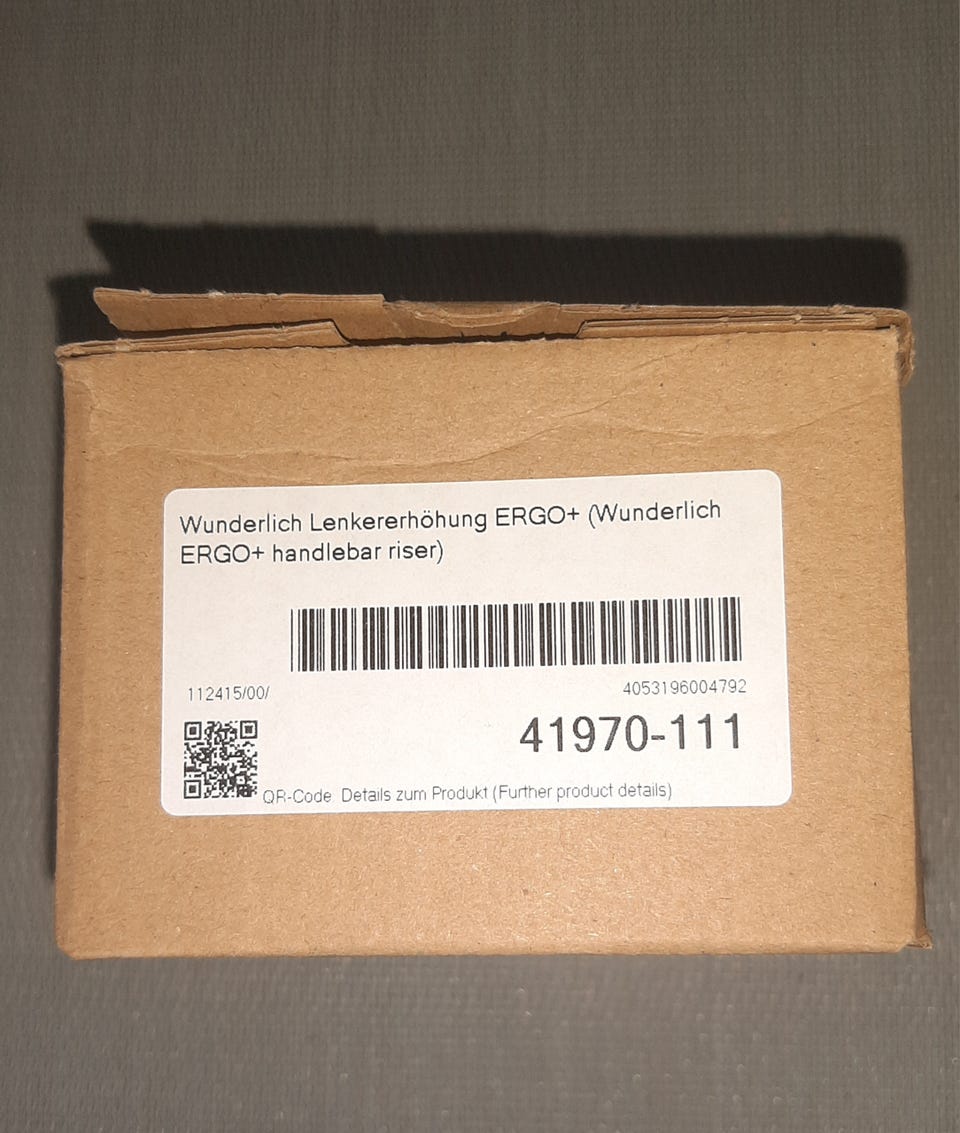 Wunderlich Lenkererhöhung ERGO+ (Wunderlich
ERGO+ handlebar riser)
112415/00/
4053196004792
41970-111
QR-Code: Details zum Produkt (Further product details)